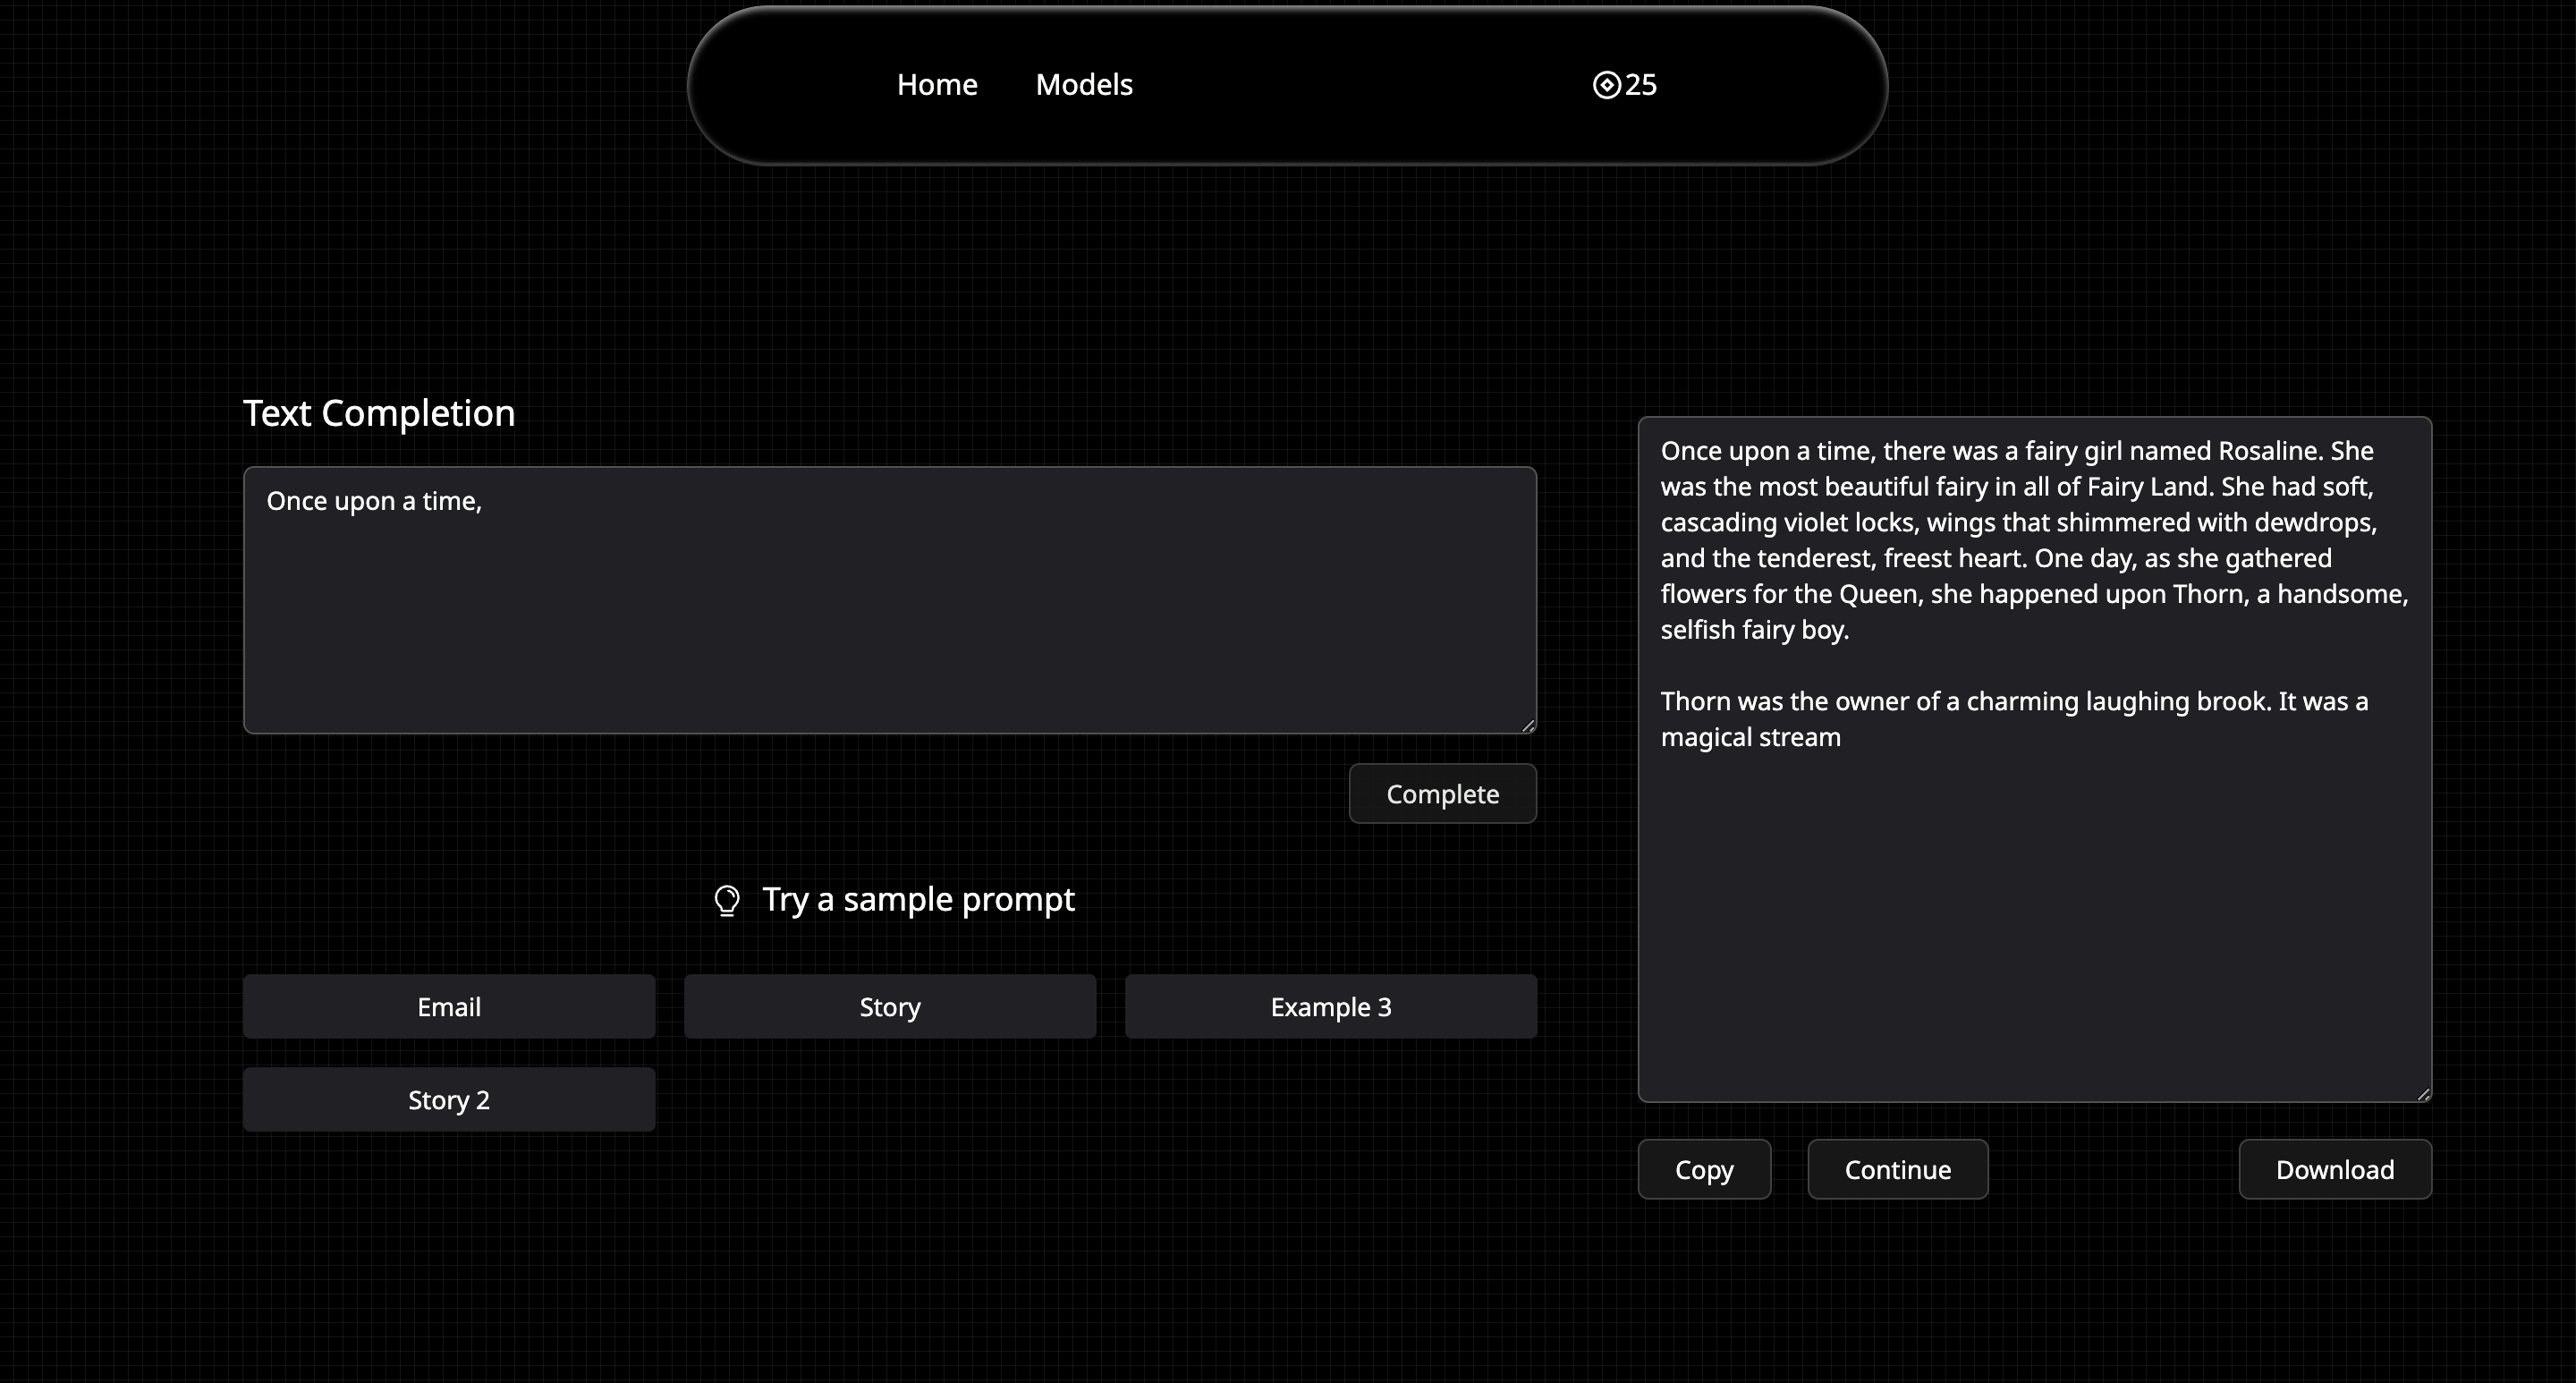 Home Models 25
Text Completion
Once upon a time,
Complete
Try a sample prompt
Email Story Example 3
Story 2
Once upon a time, there was a fairy girl named Rosaline. She
was the most beautiful fairy in all of Fairy Land. She had soft,
cascading violet locks, wings that shimmered with dewdrops,
and the tenderest, freest heart. One day, as she gathered
flowers for the Queen, she happened upon Thorn, a handsome,
selfish fairy boy.
Thorn was the owner of a charming laughing brook. It was a
magical stream
Copy Continue Download